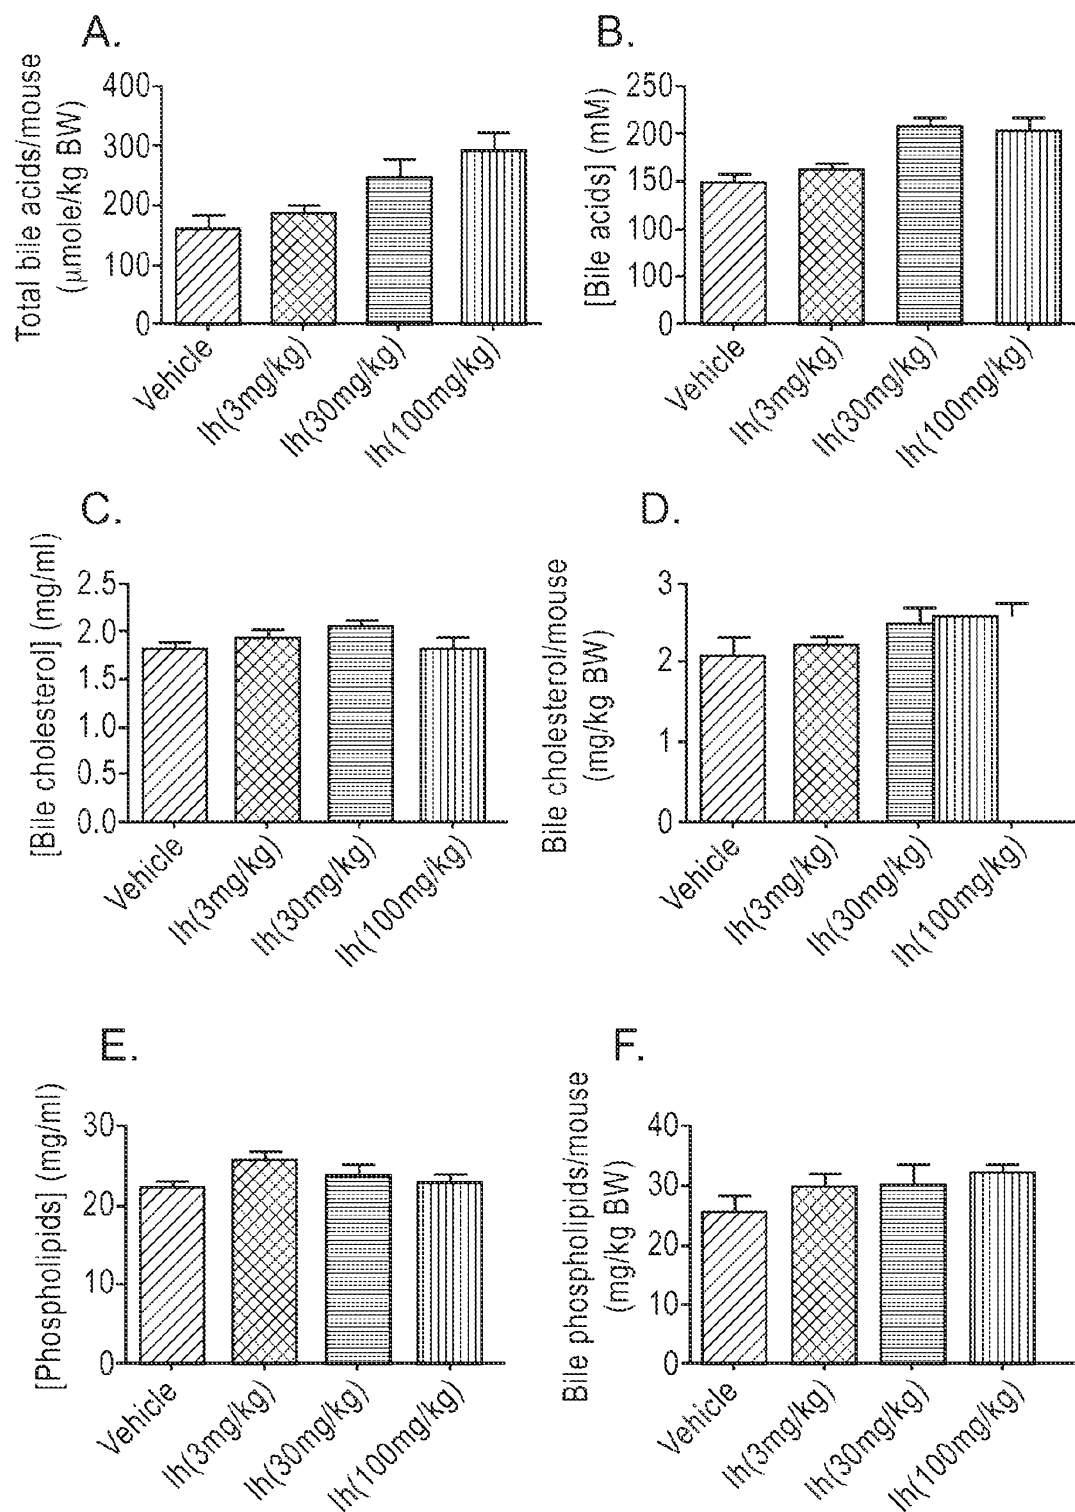 A.
Total bile acids/mouse
(μmole/kg BW)
400
300
200
100
0
Vehicle
Ih(3mg/kg)
Ih(30mg/kg)
Ih(100mg/kg)
B.
[Bile acids] (mM)
250
200
150
100
100
0
Vehicle
Ih(3mg/kg)
Ih(30mg/kg)
Ih(100mg/kg)
C.
[Bile cholesterol] (mg/ml)
2.5
2.0
1.5
1.0
0.5
0.0
Vehicle
Ih(3mg/kg)
Ih(30mg/kg)
Ih(100mg/kg)
D.
Bile cholesterol/mouse
(mg/kg BW)
3
2
1
0
Vehicle
Ih(3mg/kg)
Ih(30mg/kg)
Ih(100mg/kg)
E.
[Phospholipids] (mg/ml)
30
20
10
0
Vehicle
Ih(3mg/kg)
Ih(30mg/kg)
Ih(100mg/kg)
F.
Bile phospholipids/mouse
(mg/kg BW)
40
30
20
10
0
Vehicle
Ih(3mg/kg)
Ih(30mg/kg)
Ih(100mg/kg)